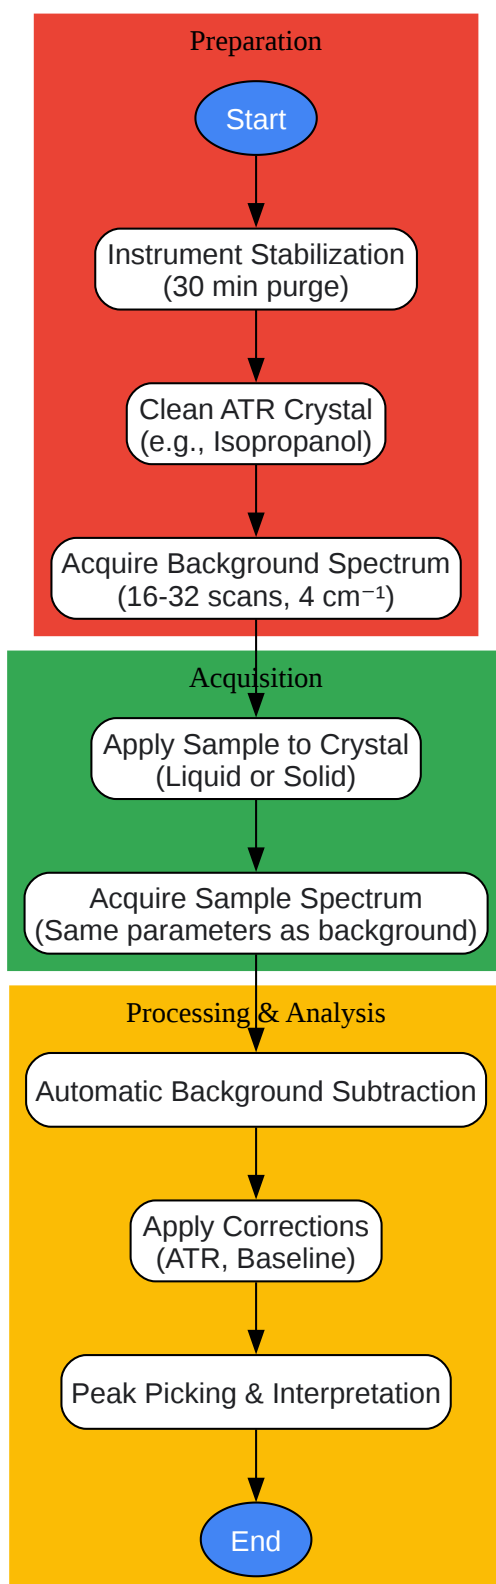 Preparation
Start
Instrument Stabilization
(30 min purge)
Clean ATR Crystal
(e.g., Isopropanol)
Acquire Background Spectrum
(16-32 scans, 4 cm⁻¹)
Acquisition
Apply Sample to Crystal
(Liquid or Solid)
Acquire Sample Spectrum
(Same parameters as background)
Processing & Analysis
Automatic Background Subtraction
Apply Corrections
(ATR, Baseline)
Peak Picking & Interpretation
End